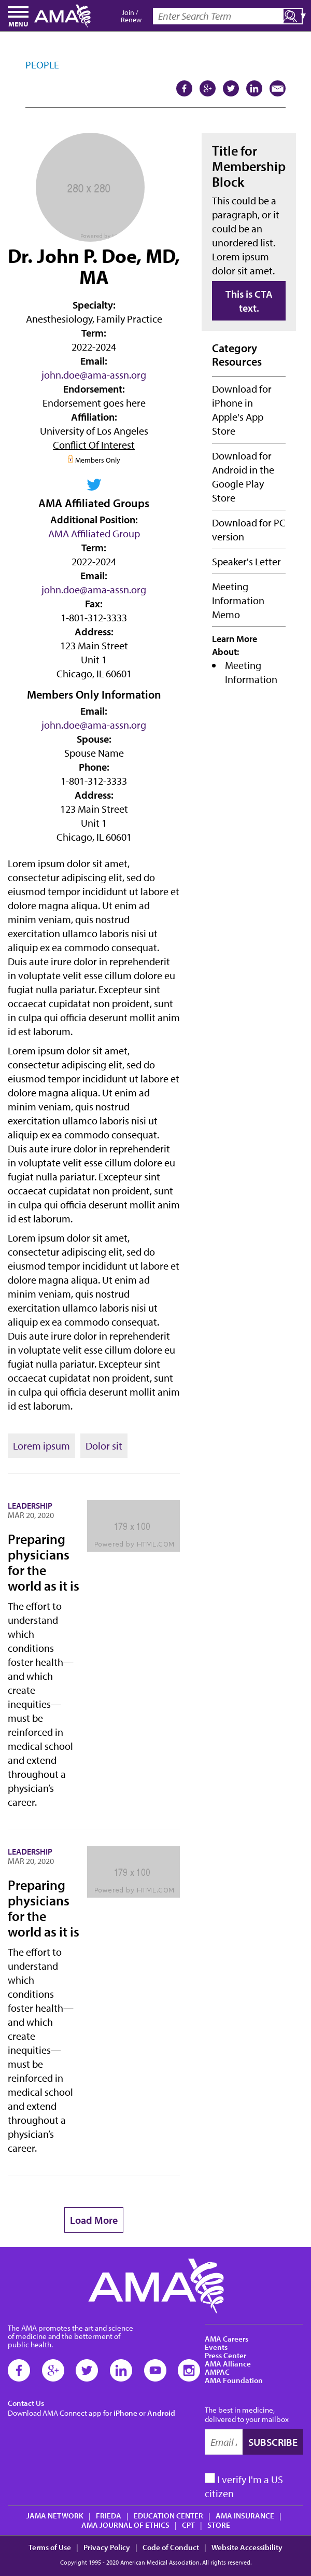 MENU
AMA
Join /
Renew
Enter Search Term
PEOPLE
280 x 280
Powered by
Dr. John P. Doe, MD,
MA
Specialty:
Anesthesiology, Family Practice
Term:
2022-2024
Email:
john.doe@ama-assn.org
Endorsement:
Endorsement goes here
Affiliation:
University of Los Angeles
Conflict Of Interest
Members Only
AMA Affiliated Groups
Additional Position:
AMA Affiliated Group
Term:
2022-2024
Email:
john.doe@ama-assn.org
Fax:
1-801-312-3333
Address:
123 Main Street
Unit 1
Chicago, IL 60601
Members Only Information
Email:
john.doe@ama-assn.org
Spouse:
Spouse Name
Phone:
1-801-312-3333
Address:
123 Main Street
Unit 1
Chicago, IL 60601
Lorem ipsum dolor sit amet,
consectetur adipiscing elit, sed do
eiusmod tempor incididunt ut labore et
dolore magna aliqua. Ut enim ad
minim veniam, quis nostrud
exercitation ullamco laboris nisi ut
aliquip ex ea commodo consequat.
Duis aute irure dolor in reprehenderit
in voluptate velit esse cillum dolore eu
fugiat nulla pariatur. Excepteur sint
occaecat cupidatat non proident, sunt
in culpa qui officia deserunt mollit anim
id est laborum.
Lorem ipsum dolor sit amet,
consectetur adipiscing elit, sed do
eiusmod tempor incididunt ut labore et
dolore magna aliqua. Ut enim ad
minim veniam, quis nostrud
exercitation ullamco laboris nisi ut
aliquip ex ea commodo consequat.
Duis aute irure dolor in reprehenderit
in voluptate velit esse cillum dolore eu
fugiat nulla pariatur. Excepteur sint
occaecat cupidatat non proident, sunt
in culpa qui officia deserunt mollit anim
id est laborum.
Lorem ipsum dolor sit amet,
consectetur adipiscing elit, sed do
eiusmod tempor incididunt ut labore et
dolore magna aliqua. Ut enim ad
minim veniam, quis nostrud
exercitation ullamco laboris nisi ut
aliquip ex ea commodo consequat.
Duis aute irure dolor in reprehenderit
in voluptate velit esse cillum dolore eu
fugiat nulla pariatur. Excepteur sint
occaecat cupidatat non proident, sunt
in culpa qui officia deserunt mollit anim
id est laborum.
Lorem ipsum
Dolor sit
LEADERSHIP
MAR 20, 2020
Preparing
physicians
for the
world as it is
The effort to
understand
which
conditions
foster health—
and which
create
inequities—
must be
reinforced in
medical school
and extend
throughout a
physician's
career.
179 x 100
Powered by HTML.COM
LEADERSHIP
MAR 20, 2020
Preparing
physicians
for the
world as it is
The effort to
understand
which
conditions
foster health—
and which
create
inequities—
must be
reinforced in
medical school
and extend
throughout a
physician's
career.
179 x 100
Powered by HTML.COM
Load More
Title for
Membership
Block
This could be a
paragraph, or it
could be an
unordered list.
Lorem ipsum
dolor sit amet.
This is CTA
text.
Category
Resources
Download for
iPhone in
Apple's App
Store
Download for
Android in the
Google Play
Store
Download for PC
version
Speaker's Letter
Meeting
Information
Memo
Learn More
About:
Meeting
Information
AMA
The AMA promotes the art and science
of medicine and the betterment of
public health.
Contact Us
Download AMA Connect app for iPhone or Android
AMA Careers
Events
Press Center
AMA Alliance
AMPAC
AMA Foundation
The best in medicine,
delivered to your mailbox
Email .
SUBSCRIBE
I verify I'm a US
citizen
JAMA NETWORK | FRIEDA | EDUCATION CENTER | AMA INSURANCE |
AMA JOURNAL OF ETHICS | CPT | STORE
Terms of Use | Privacy Policy | Code of Conduct | Website Accessibility
Copyright 1995 - 2020 American Medical Association. All rights reserved.